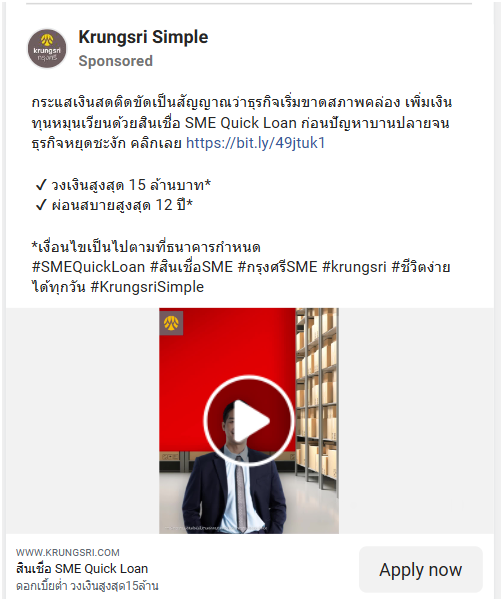 krungsri
กรุงศรี
Krungsri Simple
Sponsored
กระแสเงินสดติดขัดเป็นสัญญาณว่าธุรกิจเริ่มขาดสภาพคล่อง เพิ่มเงิน
ทุนหมุนเวียนด้วยสินเชื่อ SME Quick Loan ก่อนปัญหาบานปลายจน
ธุรกิจหยุดชะงัก คลิกเลย https://bit.ly/49jtuk1
✓ วงเงินสูงสุด 15 ล้านบาท*
✓ ผ่อนสบายสูงสุด 12 ปี*
*เงื่อนไขเป็นไปตามที่ธนาคารกำหนด
#SMEQuickLoan #สินเชื่อSME #กรุงศรีSME #krungsri #ชีวิตง่าย
ได้ทุกวัน #KrungsriSimple
WWW.KRUNGSRI.COM
สินเชื่อ SME Quick Loan
ดอกเบี้ยต่ำ วงเงินสูงสุด15ล้าน
Apply now